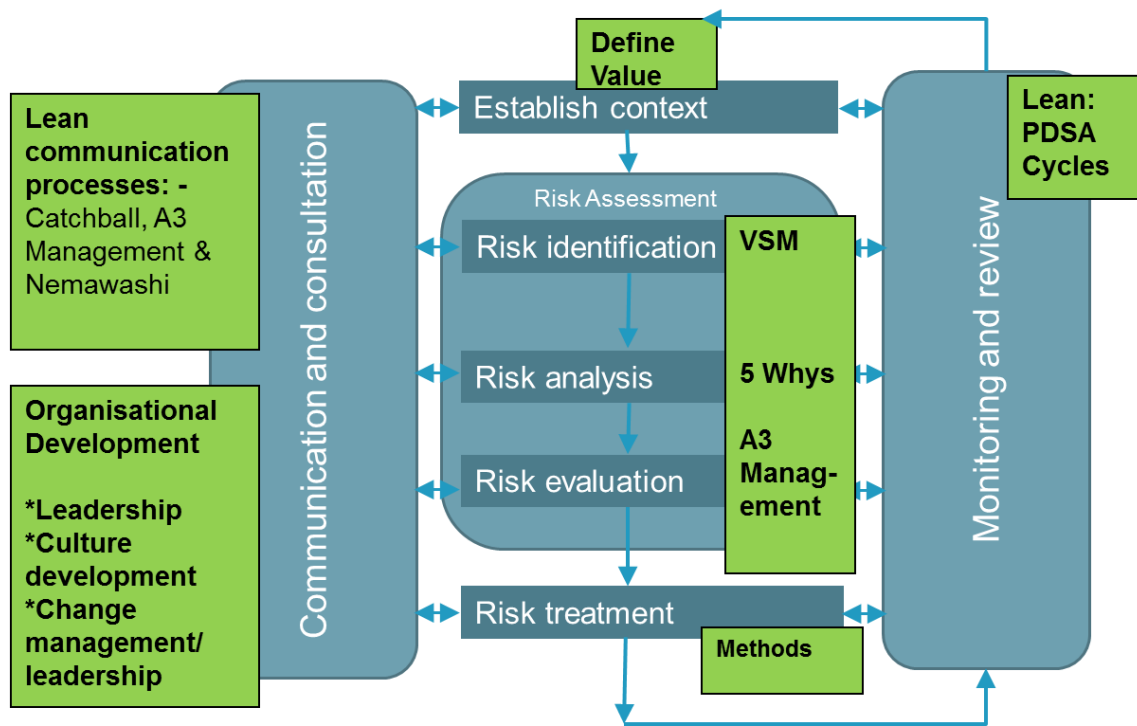 Define
Value
Establish context
Lean
communication
processes: -
Catchball, A3
Management &
Nemawashi
Organisational
Development
*Leadership
*Culture
development
*Change
management/
leadership
Communication and consultation
Risk Assessment
Risk identification
Risk analysis
Risk evaluation
Risk treatment
VSM
5 Whys
A3
Manag-
ement
Methods
Monitoring and review
Lean:
PDSA
Cycles